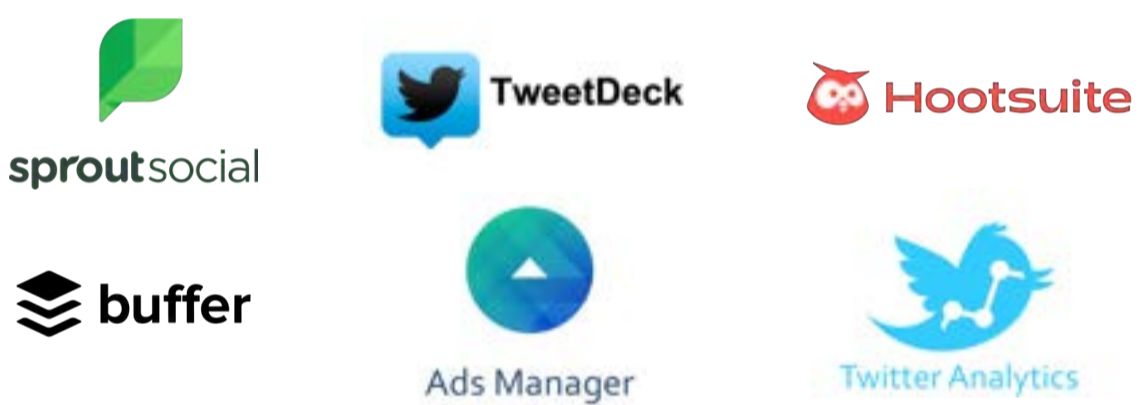 sproutsocial
TweetDeck
Hootsuite
buffer
Ads Manager
Twitter Analytics